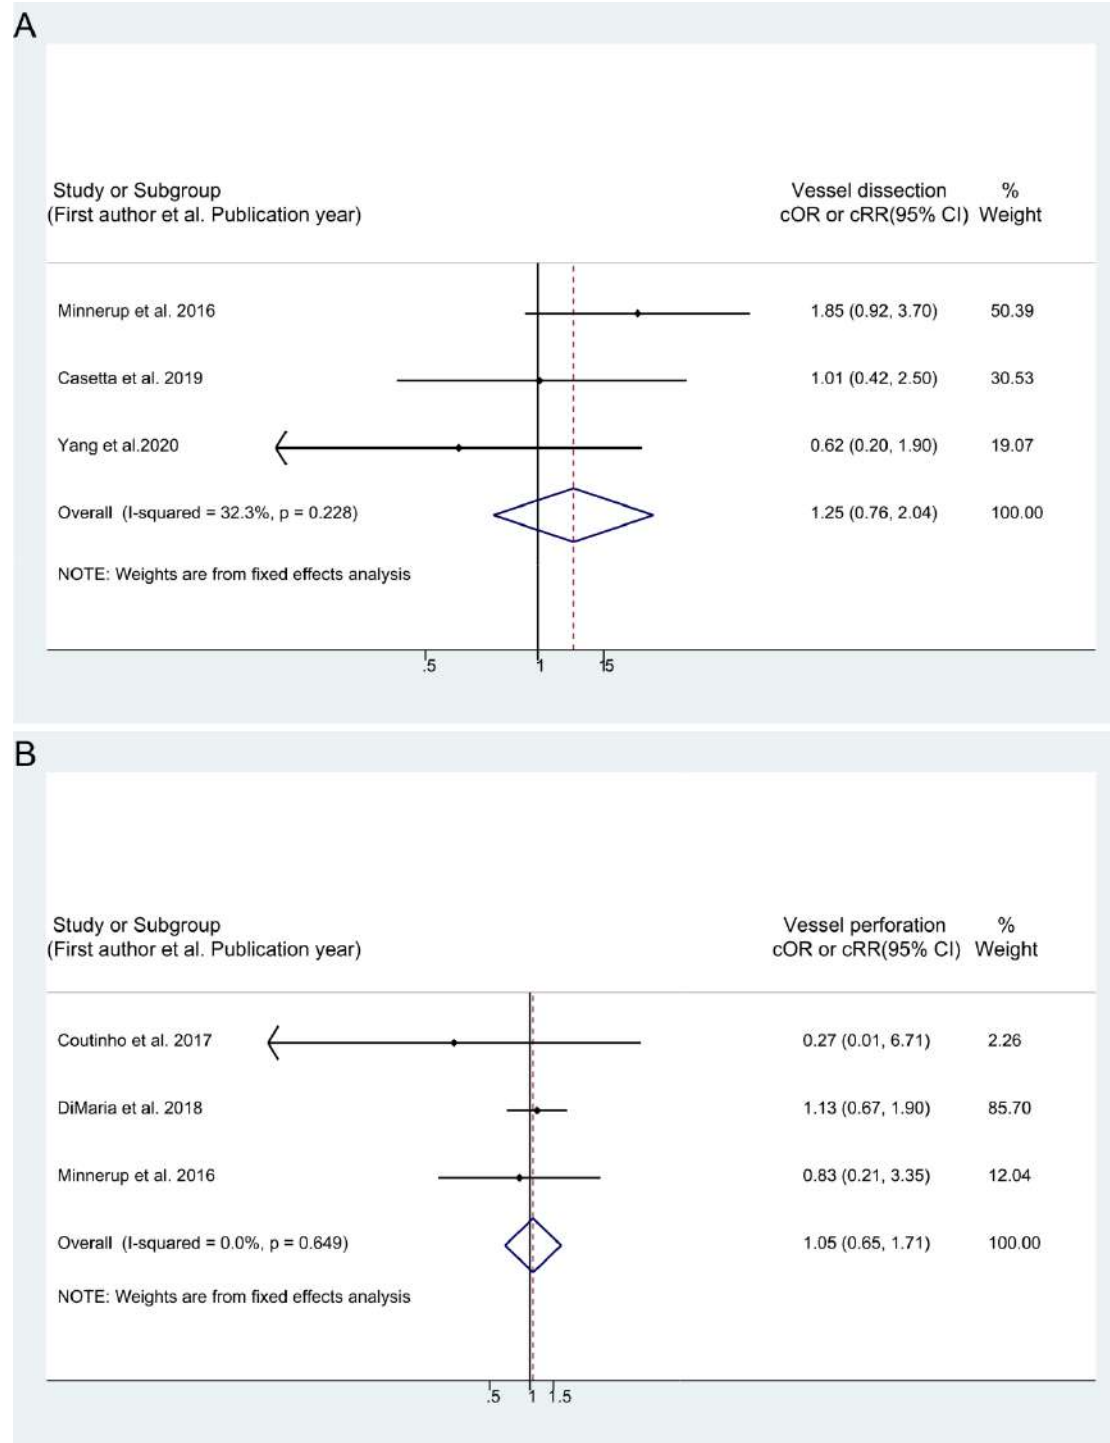 A
Study or Subgroup
(First author et al. Publication year)
Vessel dissection
cOR or cRR(95% CI)
%
Weight
Minnerup et al. 2016 1.85 (0.92, 3.70) 50.39
Casetta et al. 2019 1.01 (0.42, 2.50) 30.53
Yang et al.2020 0.62 (0.20, 1.90) 19.07
Overall (I-squared = 32.3%, p = 0.228) 1.25 (0.76, 2.04) 100.00
NOTE: Weights are from fixed effects analysis
.5 1 15
B
Study or Subgroup
(First author et al. Publication year)
Vessel perforation
cOR or cRR(95% CI)
%
Weight
Coutinho et al. 2017 0.27 (0.01, 6.71) 2.26
DiMaria et al. 2018 1.13 (0.67, 1.90) 85.70
Minnerup et al. 2016 0.83 (0.21, 3.35) 12.04
Overall (I-squared = 0.0%, p = 0.649) 1.05 (0.65, 1.71) 100.00
NOTE: Weights are from fixed effects analysis
.5 1 1.5